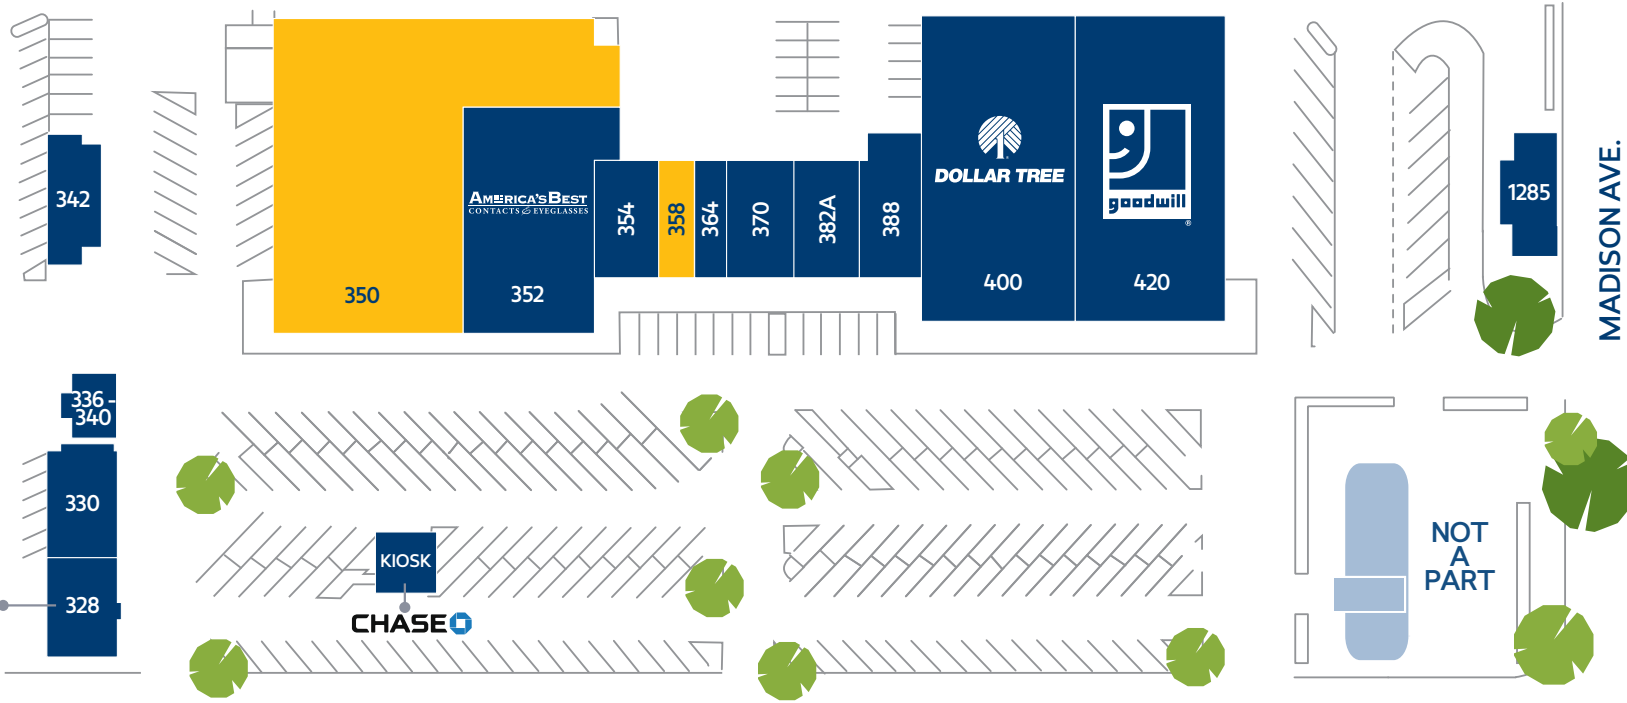 342
350
AMERICA'S BEST
CONTACTS & EYEGLASSES
352
354
358
364
370
382A
388
DOLLAR TREE
400
goodwill
®
420
1285
MADISON AVE.
336 -
340
330
328
KIOSK
CHASE
NOT
A
PART